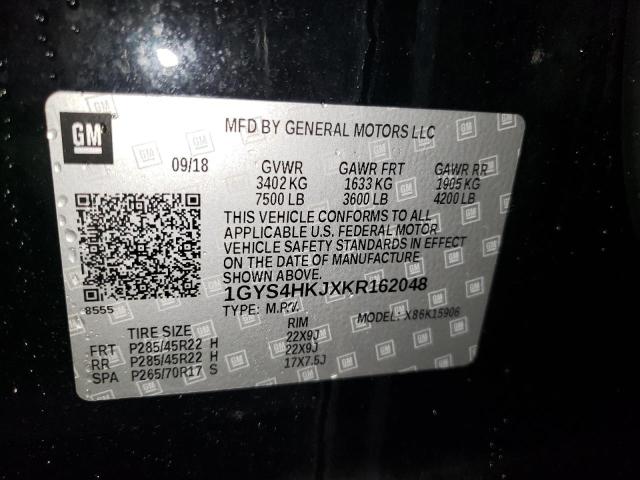 GM
MFD BY GENERAL MOTORS LLC
09/18 GVWR GAWR FRT GAWR RR
3402 KG 1633 KG 1905 KG
7500 LB 3600 LB 4200 LB
THIS VEHICLE CONFORMS TO ALL
APPLICABLE U.S. FEDERAL MOTOR
VEHICLE SAFETY STANDARDS IN EFFECT
ON THE DATE OF MANUFACTURE
SHOWN ABOVE.
1GYS4HKJXKR162048
8555
TYPE: M.P.V. MODEL: X86K15906
TIRE SIZE RIM
FRT P285/45R22 H 22X9J
RR P285/45R22 H 22X9J
SPA P265/70R17 S 17X7.5J